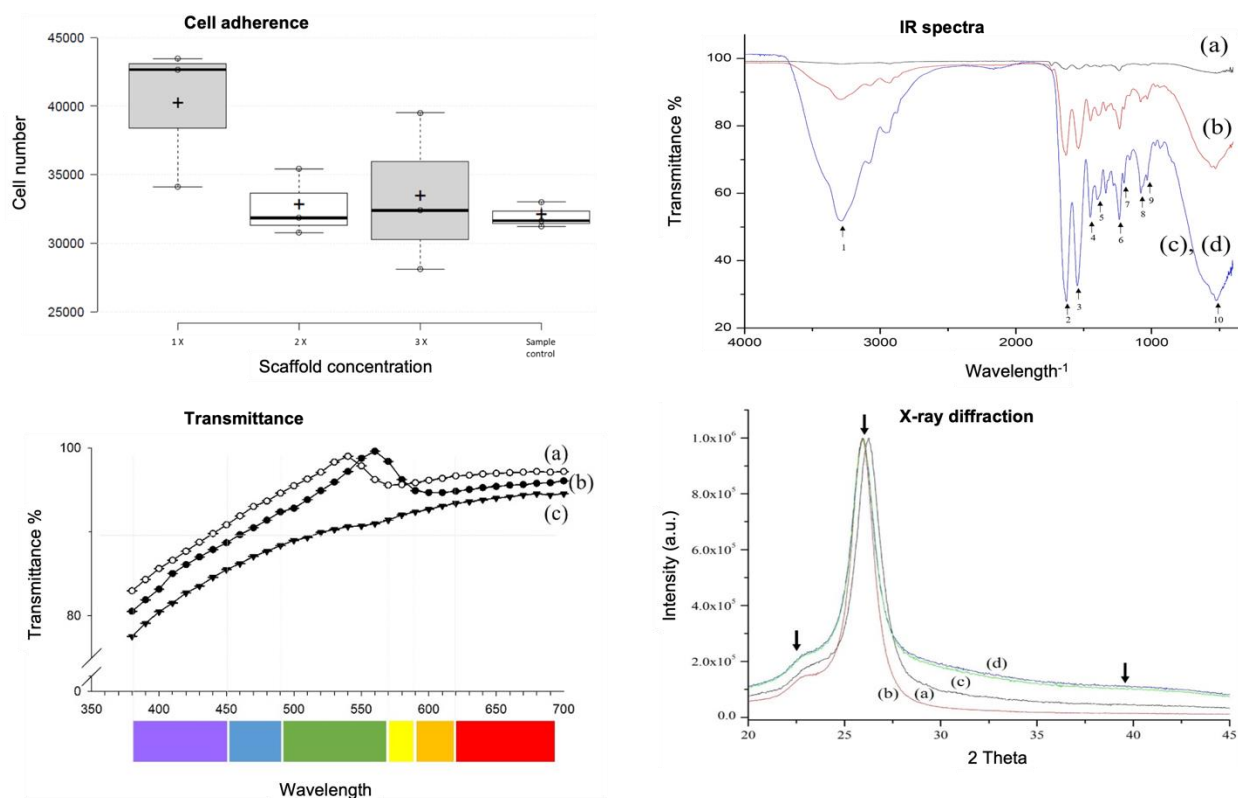 Cell adherence
45000
40000
35000
30000
25000
Cell number
1 X
2 X
3 X
Sample
control
Scaffold concentration
IR spectra
100
80
60
40
20
Transmittance %
(a)
(b)
(c), (d)
1
2
3
4
5
6
7
8
9
10
4000
3000
2000
1000
Wavelength-1
Transmittance
100
80
0
Transmittance %
(a)
(b)
(c)
350
400
450
500
550
600
650
700
Wavelength
X-ray diffraction
1.0x10⁶
8.0x10⁵
6.0x10⁵
4.0x10⁵
2.0x10⁵
0.0
Intensity (a.u.)
(d)
(c)
(b)
(a)
20
25
30
35
40
45
2 Theta